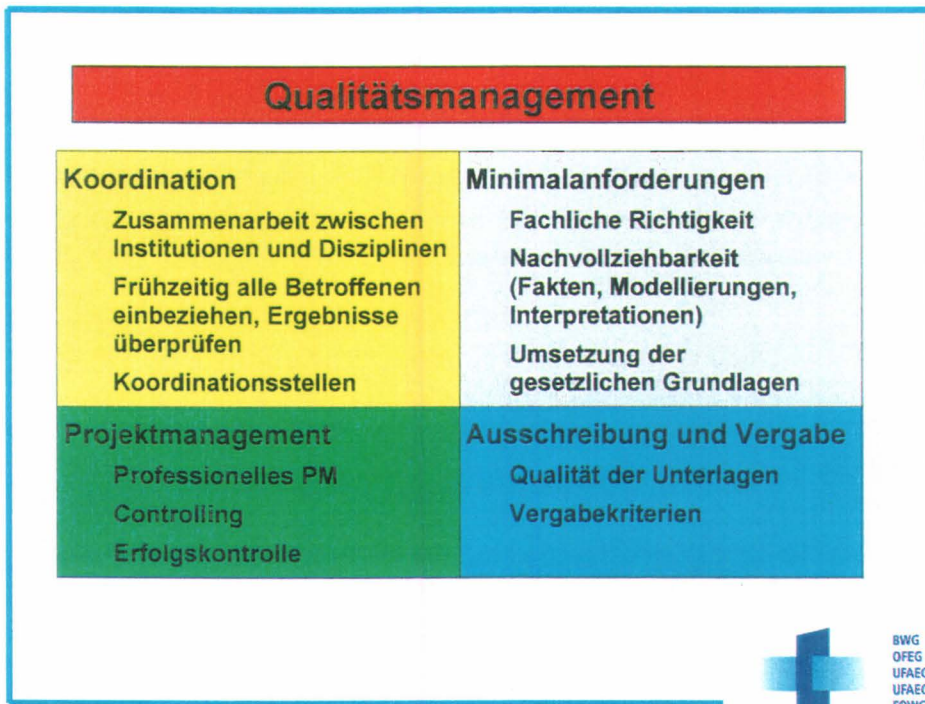 Qualitätsmanagement
Koordination
Zusammenarbeit zwischen
Institutionen und Disziplinen
Frühzeitig alle Betroffenen
einbeziehen, Ergebnisse
überprüfen
Koordinationsstellen
Minimalanforderungen
Fachliche Richtigkeit
Nachvollziehbarkeit
(Fakten, Modellierungen,
Interpretationen)
Umsetzung der
gesetzlichen Grundlagen
Projektmanagement
Professionelles PM
Controlling
Erfolgskontrolle
Ausschreibung und Vergabe
Qualität der Unterlagen
Vergabekriterien
BWG
OFEG